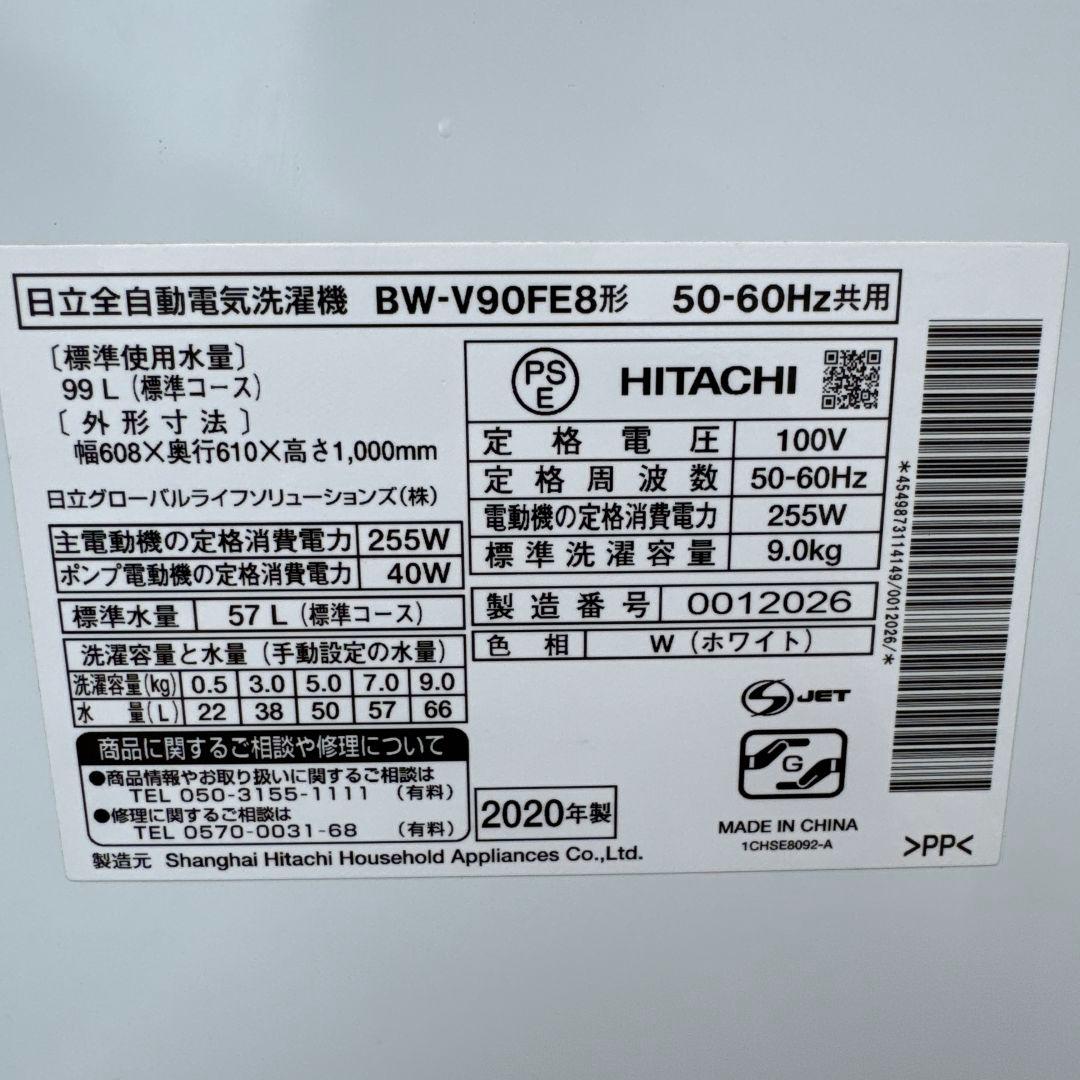 日立全自動電気洗濯機 BW-V90FE8形 50-60Hz共用
〔標準使用水量〕
99 L (標準コース)
〔外形寸法〕
幅608×奥行610×高さ1,000mm
日立グローバルライフソリューションズ(株)
主電動機の定格消費電力 255W
ポンプ電動機の定格消費電力 40W
標準水量 57 L (標準コース)
洗濯容量と水量 (手動設定の水量)
洗濯容量(kg) 0.5 3.0 5.0 7.0 9.0
水量(L) 22 38 50 57 66
商品に関するご相談や修理について
●商品情報やお取り扱いに関するご相談は
TEL 050-3155-1111 (有料)
●修理に関するご相談は
TEL 0570-0031-68 (有料)
製造元 Shanghai Hitachi Household Appliances Co.,Ltd.
PS
E
HITACHI
定格電圧 100V
定格周波数 50-60Hz
電動機の定格消費電力 255W
標準洗濯容量 9.0kg
製造番号 0012026
色相 W (ホワイト)
S JET
G
2020年製
MADE IN CHINA
1CHSE8092-A
>PP<
*4549873114149/0012026/*